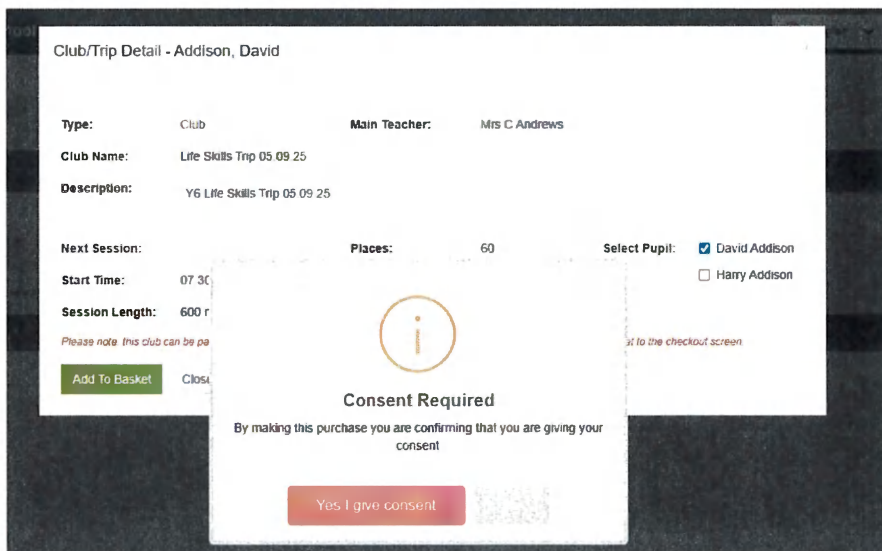 Club/Trip Detail - Addison, David
Type: Club Main Teacher: Mrs C Andrews
Club Name: Life Skills Trip 05 09 25
Description: Y6 Life Skills Trip 05 09 25
Next Session: Places: 60 Select Pupil: David Addison
Harry Addison
Start Time: 07 30
Session Length: 600
Please note this club can be to the checkout screen
Add To Basket Close
Consent Required
By making this purchase you are confirming that you are giving your
consent
Yes I give consent